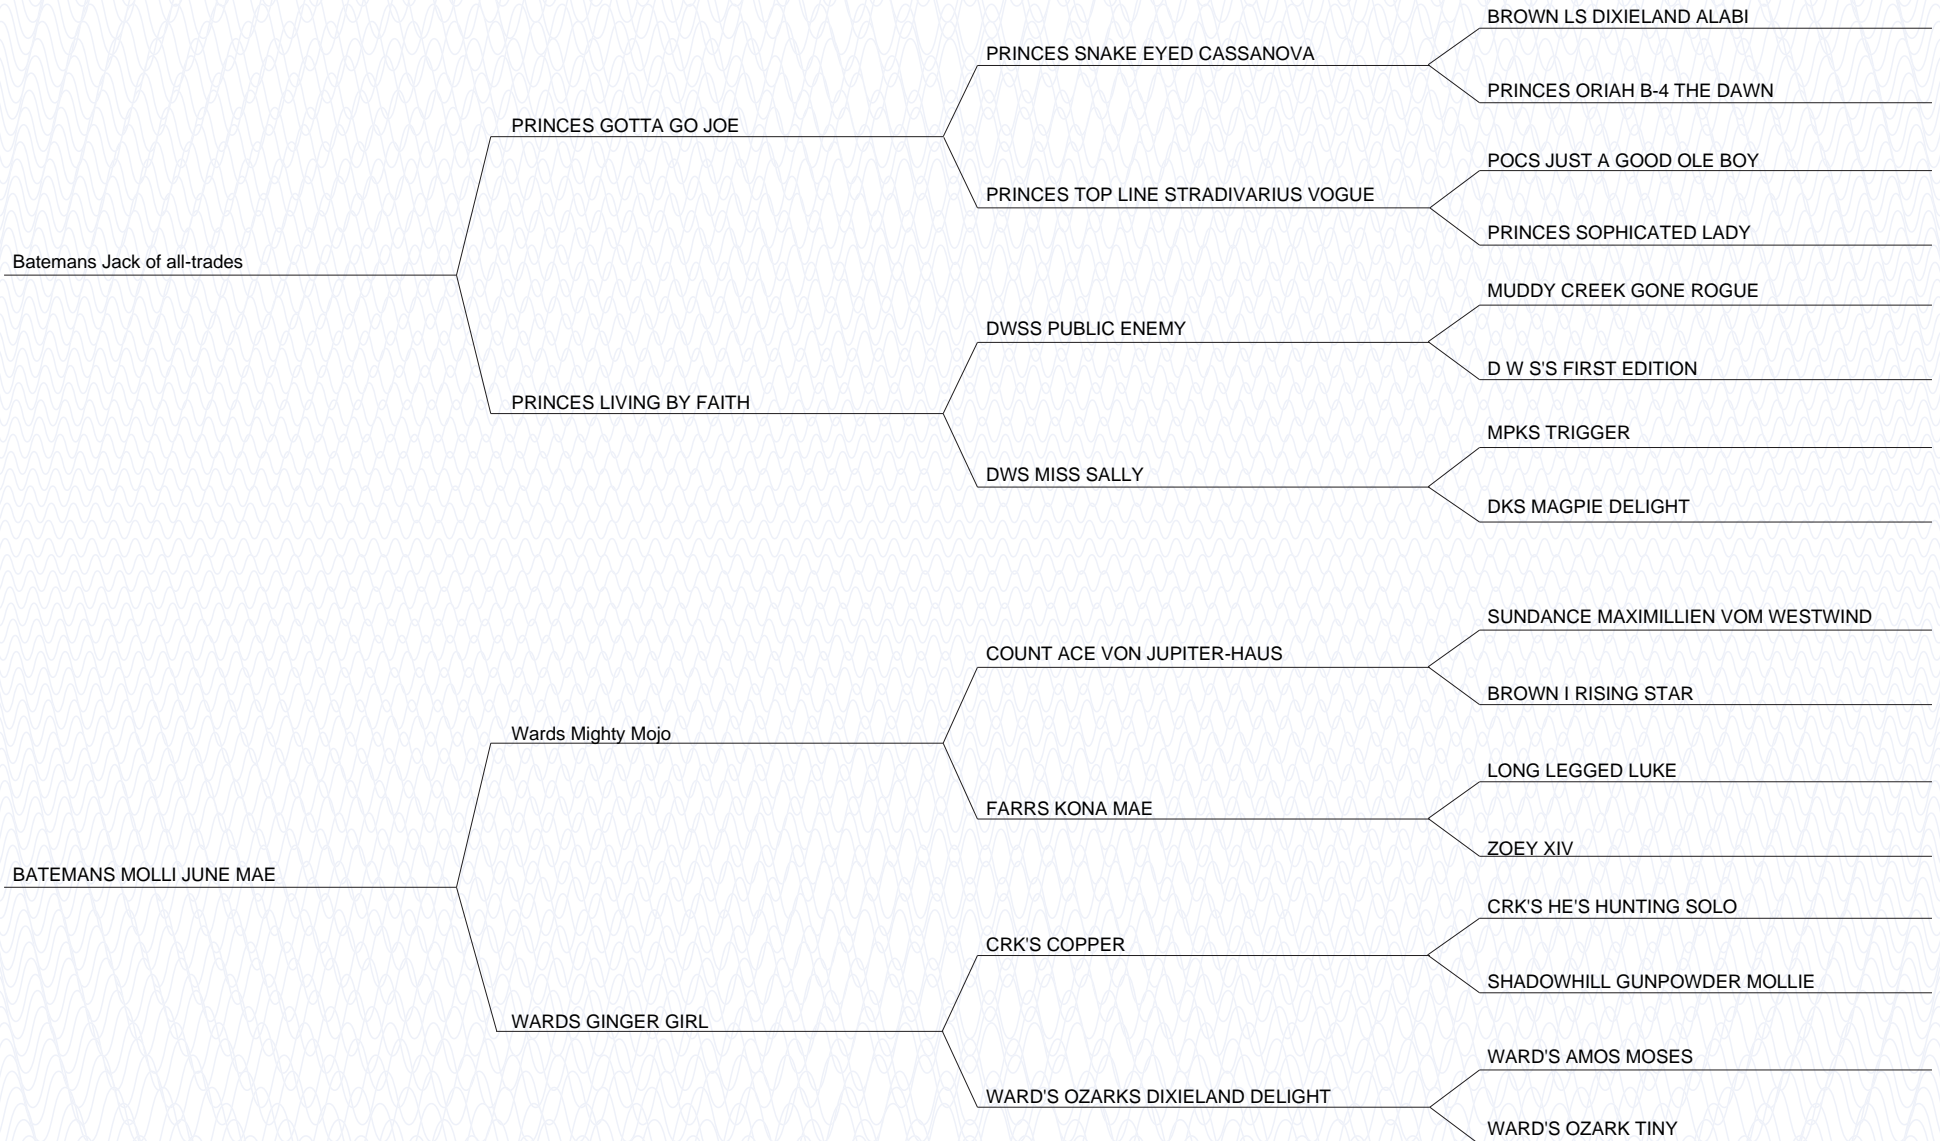 BROWN LS DIXIELAND ALABI
PRINCES SNAKE EYED CASSANOVA
PRINCES ORIAH B-4 THE DAWN
PRINCES GOTTA GO JOE
POCS JUST A GOOD OLE BOY
PRINCES TOP LINE STRADIVARIUS VOGUE
PRINCES SOPHICATED LADY
Batemans Jack of all-trades
MUDDY CREEK GONE ROGUE
DWSS PUBLIC ENEMY
D W S'S FIRST EDITION
PRINCES LIVING BY FAITH
MPKS TRIGGER
DWS MISS SALLY
DKS MAGPIE DELIGHT
SUNDANCE MAXIMILLIEN VOM WESTWIND
COUNT ACE VON JUPITER-HAUS
BROWN I RISING STAR
Wards Mighty Mojo
LONG LEGGED LUKE
FARRS KONA MAE
ZOEY XIV
BATEMANS MOLLI JUNE MAE
CRK'S HE'S HUNTING SOLO
CRK'S COPPER
SHADOWHILL GUNPOWDER MOLLIE
WARDS GINGER GIRL
WARD'S AMOS MOSES
WARD'S OZARKS DIXIELAND DELIGHT
WARD'S OZARK TINY